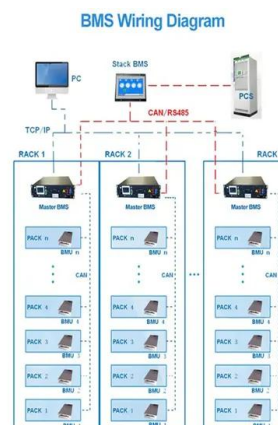 BMS Wiring Diagram
Stack BMS
PC
PCS
CAN/RS485
TCP/IP
RACK 1
RACK 2
RACK
Master BMS
Master BMS
Master BMS
PACK n
PACK n
PACK n
BMU n
BMU n
BMU n
CAN
CAN
CAN
PACK 4
PACK 4
PACK 4
BMU 4
BMU 4
BMU 4
PACK 3
PACK 3
PACK 3
BMU 3
BMU 3
BMU 3
PACK 2
PACK 2
PACK 2
BMU 2
BMU 2
BMU 2
PACK 1
PACK 1
PACK 1